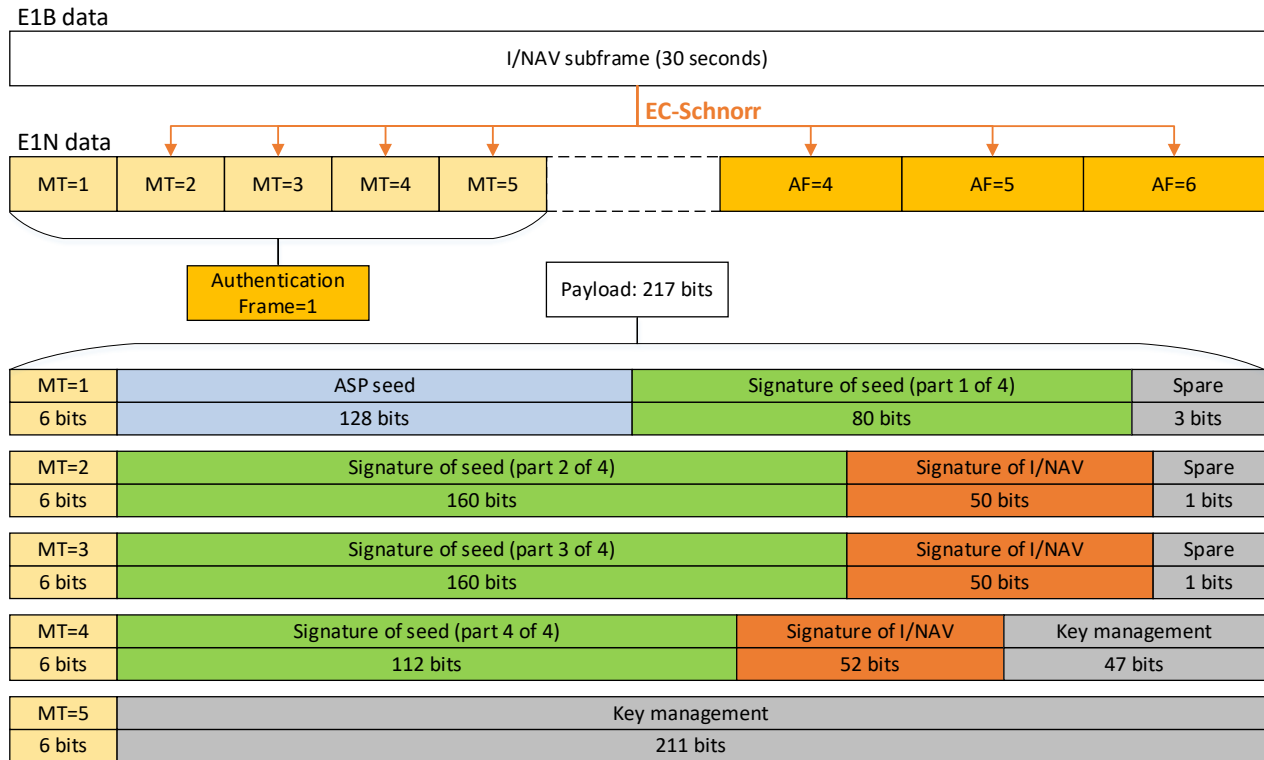 E1B data
I/NAV subframe (30 seconds)
EC-Schnorr
E1N data
MT=1 MT=2 MT=3 MT=4 MT=5 AF=4 AF=5 AF=6
Authentication
Frame=1
Payload: 217 bits
MT=1 ASP seed Signature of seed (part 1 of 4) Spare
6 bits 128 bits 80 bits 3 bits
MT=2 Signature of seed (part 2 of 4) Signature of I/NAV Spare
6 bits 160 bits 50 bits 1 bits
MT=3 Signature of seed (part 3 of 4) Signature of I/NAV Spare
6 bits 160 bits 50 bits 1 bits
MT=4 Signature of seed (part 4 of 4) Signature of I/NAV Key management
6 bits 112 bits 52 bits 47 bits
MT=5 Key management
6 bits 211 bits